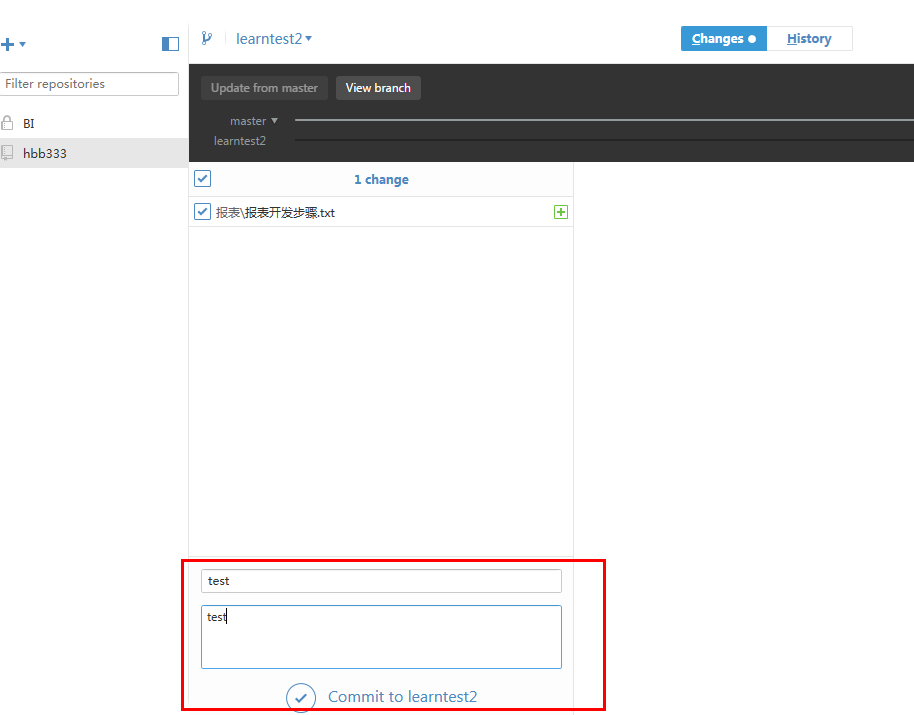 learntest2
Changes
History
Filter repositories
Update from master
View branch
BI
master
learntest2
hbb333
1 change
报表\报表开发步骤.txt
test
test
Commit to learntest2